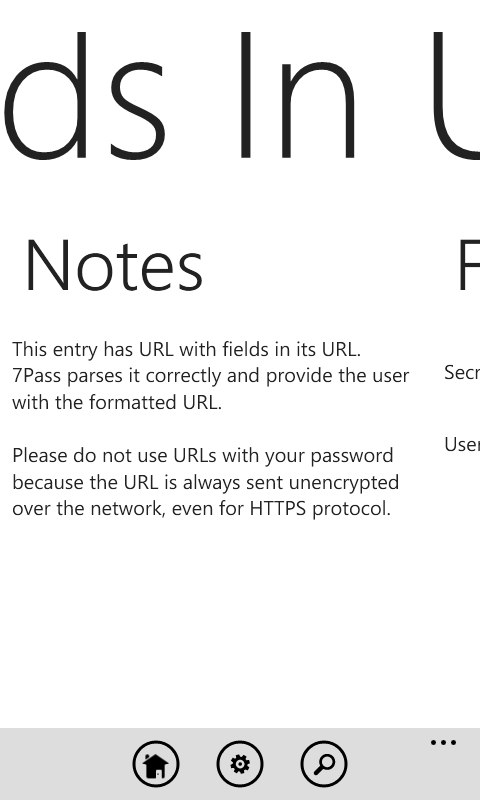 ds In
Notes
This entry has URL with fields in its URL.
7Pass parses it correctly and provide the user
with the formatted URL.
Please do not use URLs with your password
because the URL is always sent unencrypted
over the network, even for HTTPS protocol.
F
Secr
User